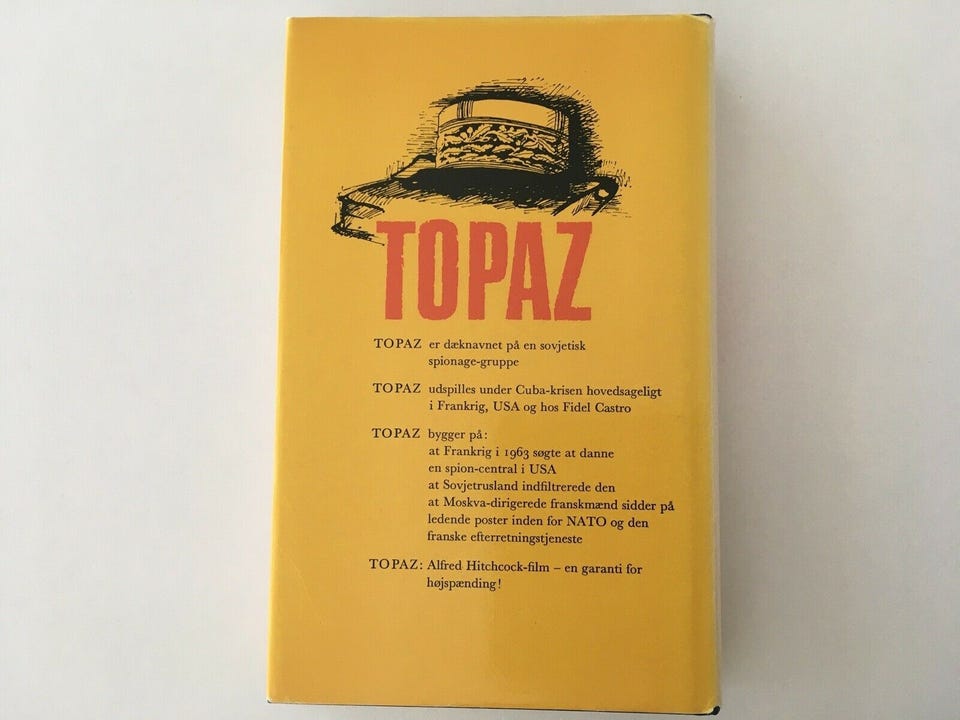 TOPAZ
TOPAZ er dæknavnet på en sovjetisk
spionage-gruppe
TOPAZ udspilles under Cuba-krisen hovedsageligt
i Frankrig, USA og hos Fidel Castro
TOPAZ bygger på:
at Frankrig i 1963 søgte at danne
en spion-central i USA
at Sovjetrusland indfiltrerede den
at Moskva-dirigerede franskmænd sidder på
ledende poster inden for NATO og den
franske efterretningstjeneste
TOPAZ: Alfred Hitchcock-film – en garanti for
højspænding!